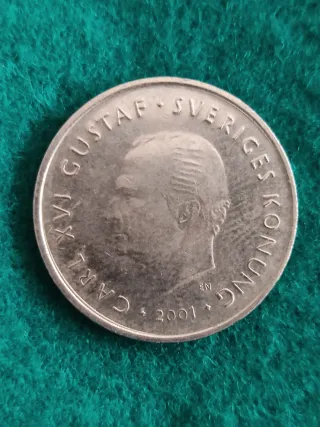 CARL XVI GUSTAF · SVERIGES KONUNG
· 2001 ·